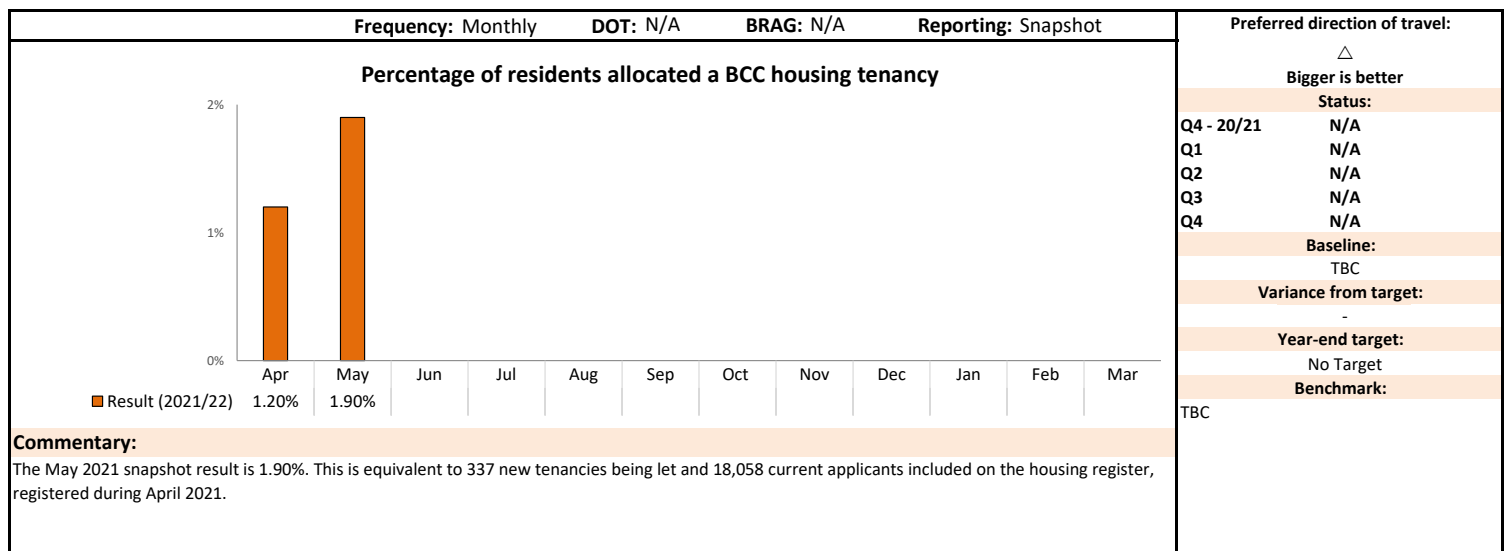 Frequency: Monthly DOT: N/A BRAG: N/A Reporting: Snapshot
Percentage of residents allocated a BCC housing tenancy
2%
1%
0%
Apr May Jun Jul Aug Sep Oct Nov Dec Jan Feb Mar
Result (2021/22) 1.20% 1.90%
Commentary:
The May 2021 snapshot result is 1.90%. This is equivalent to 337 new tenancies being let and 18,058 current applicants included on the housing register,
registered during April 2021.
Preferred direction of travel:
△
Bigger is better
Status:
Q4 - 20/21 N/A
Q1 N/A
Q2 N/A
Q3 N/A
Q4 N/A
Baseline:
TBC
Variance from target:
-
Year-end target:
No Target
Benchmark:
TBC